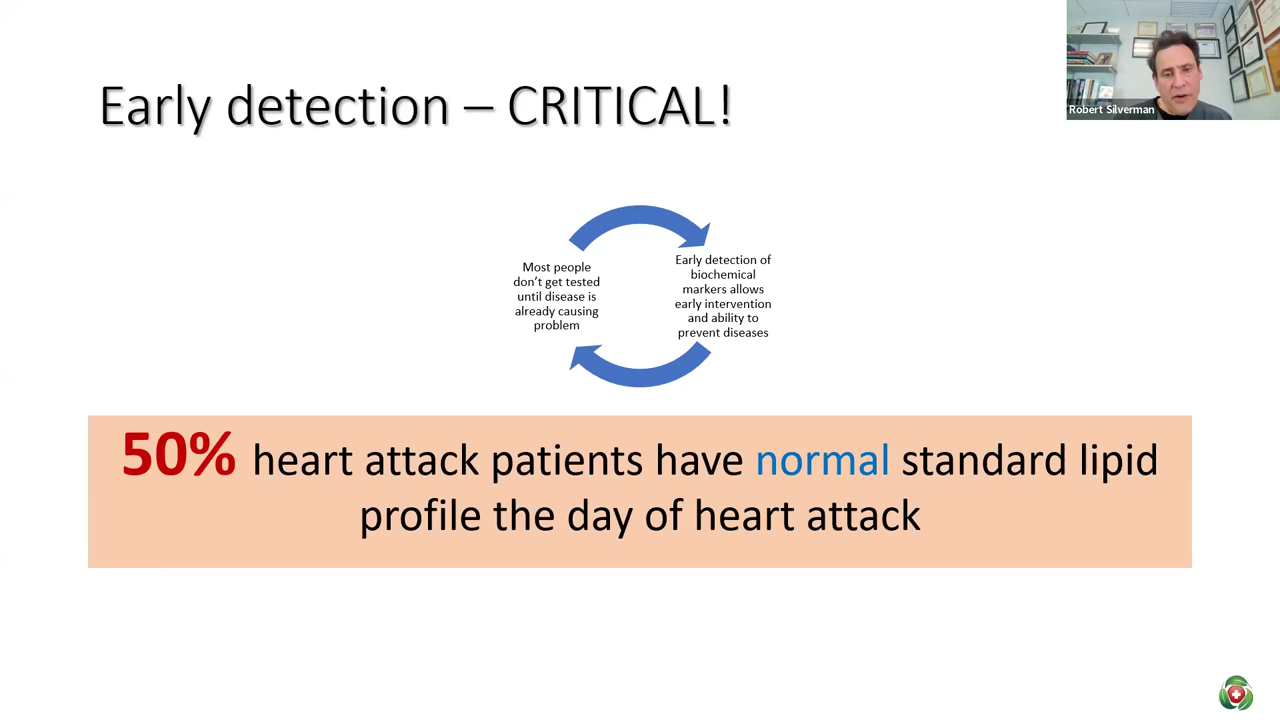 Early detection – CRITICAL!
Robert Silverman
Most people
don't get tested
until disease is
already causing
problem
Early detection of
biochemical
markers allows
early intervention
and ability to
prevent diseases
50% heart attack patients have normal standard lipid
profile the day of heart attack